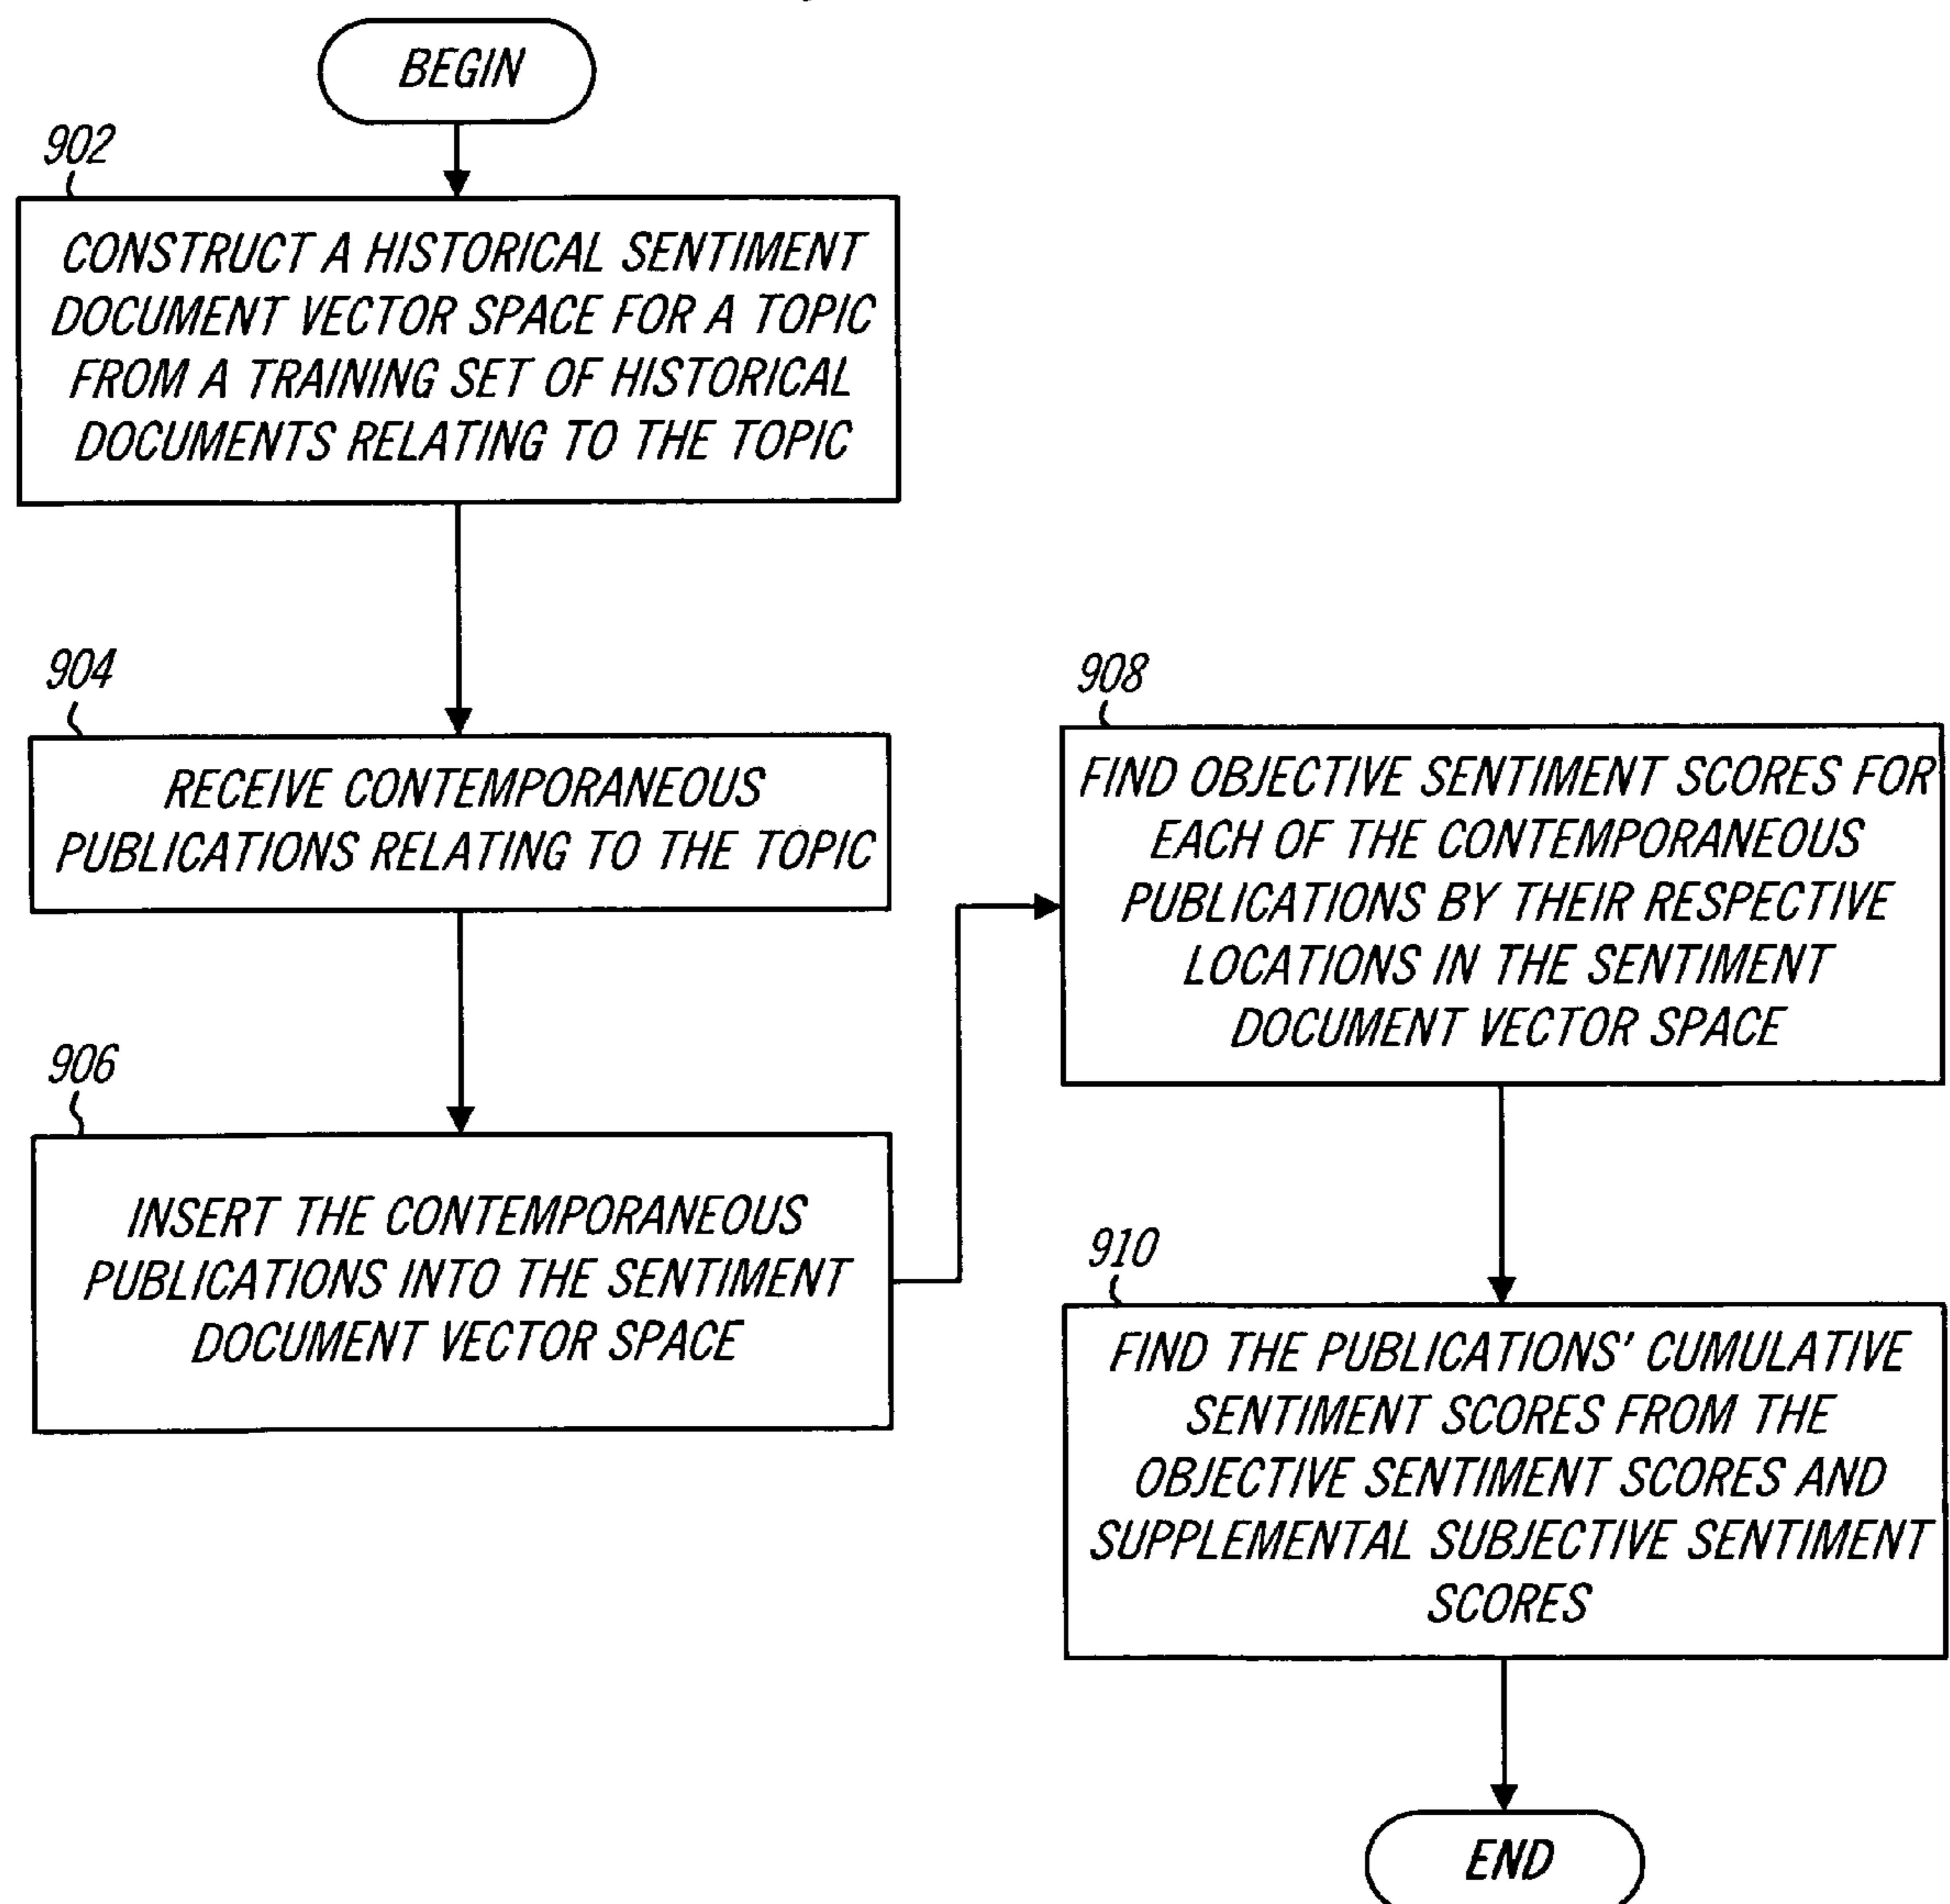 BEGIN
902
CONSTRUCT A HISTORICAL SENTIMENT
DOCUMENT VECTOR SPACE FOR A TOPIC
FROM A TRAINING SET OF HISTORICAL
DOCUMENTS RELATING TO THE TOPIC
904
RECEIVE CONTEMPORANEOUS
PUBLICATIONS RELATING TO THE TOPIC
906
INSERT THE CONTEMPORANEOUS
PUBLICATIONS INTO THE SENTIMENT
DOCUMENT VECTOR SPACE
908
FIND OBJECTIVE SENTIMENT SCORES FOR
EACH OF THE CONTEMPORANEOUS
PUBLICATIONS BY THEIR RESPECTIVE
LOCATIONS IN THE SENTIMENT
DOCUMENT VECTOR SPACE
910
FIND THE PUBLICATIONS' CUMULATIVE
SENTIMENT SCORES FROM THE
OBJECTIVE SENTIMENT SCORES AND
SUPPLEMENTAL SUBJECTIVE SENTIMENT
SCORES
END